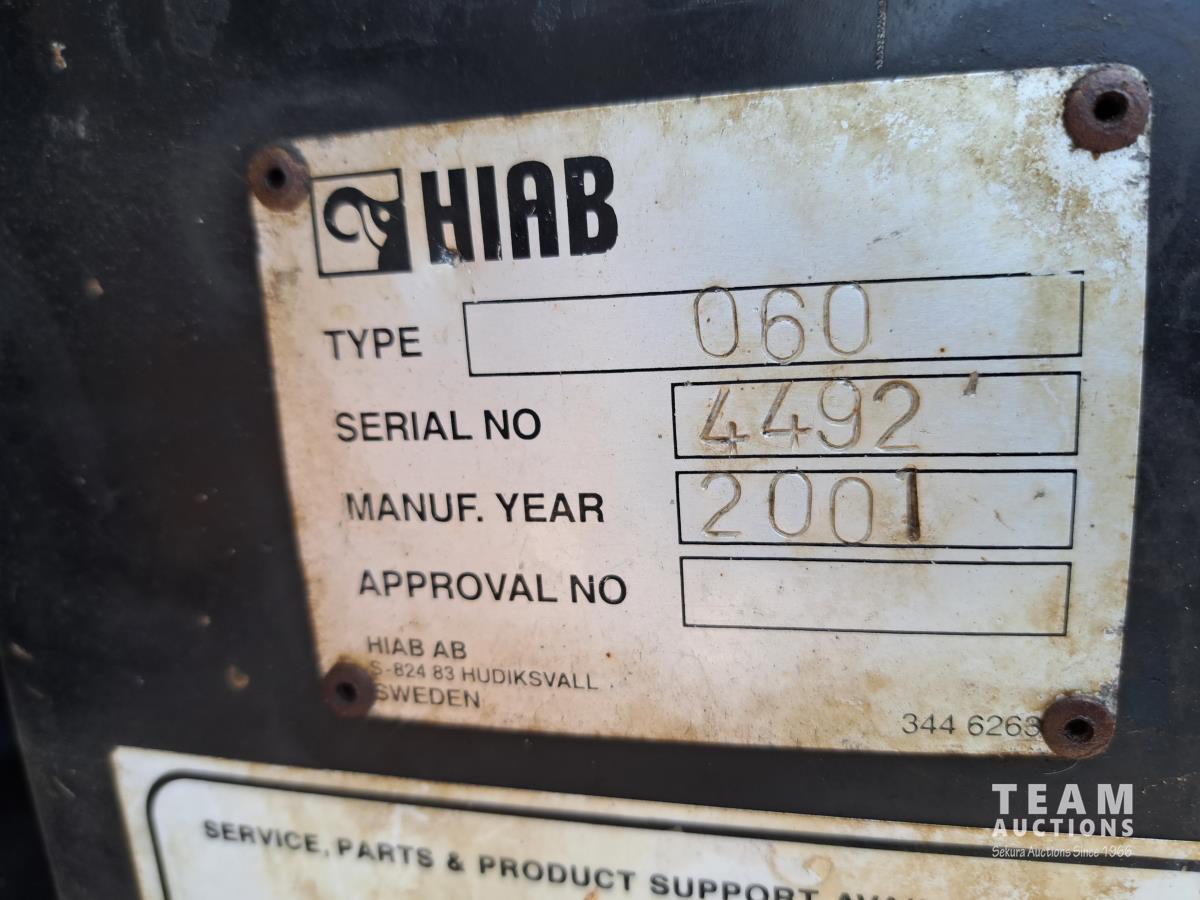 HIAB
TYPE 060
SERIAL NO 4492
MANUF. YEAR 2001
APPROVAL NO
HIAB AB
S-824 83 HUDIKSVALL
SWEDEN
344 6263
SERVICE, PARTS & PRODUCT SUPPORT
TEAM
AUCTIONS
Sekura Auctions Since 1966